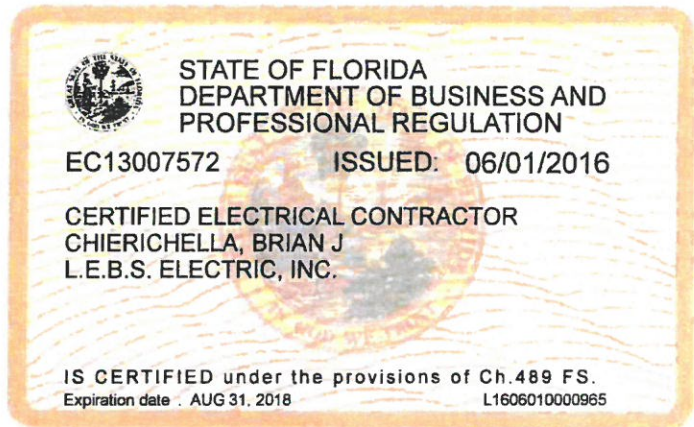 STATE OF FLORIDA
DEPARTMENT OF BUSINESS AND
PROFESSIONAL REGULATION
EC13007572 ISSUED: 06/01/2016
CERTIFIED ELECTRICAL CONTRACTOR
CHIERICHELLA, BRIAN J
L.E.B.S. ELECTRIC, INC.
IS CERTIFIED under the provisions of Ch.489 FS.
Expiration date . AUG 31, 2018 L1606010000965